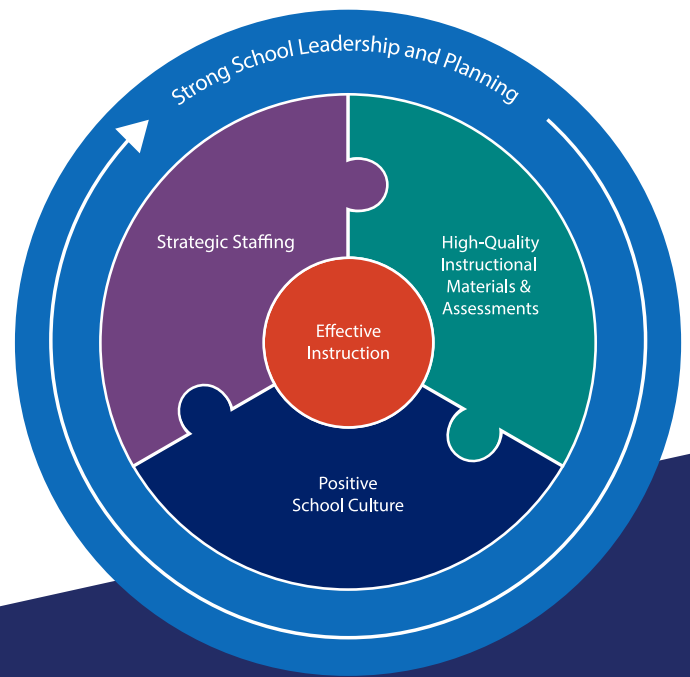 Strong School Leadership and Planning
Strategic Staffing
High-Quality
Instructional
Materials &
Assessments
Effective
Instruction
Positive
School Culture